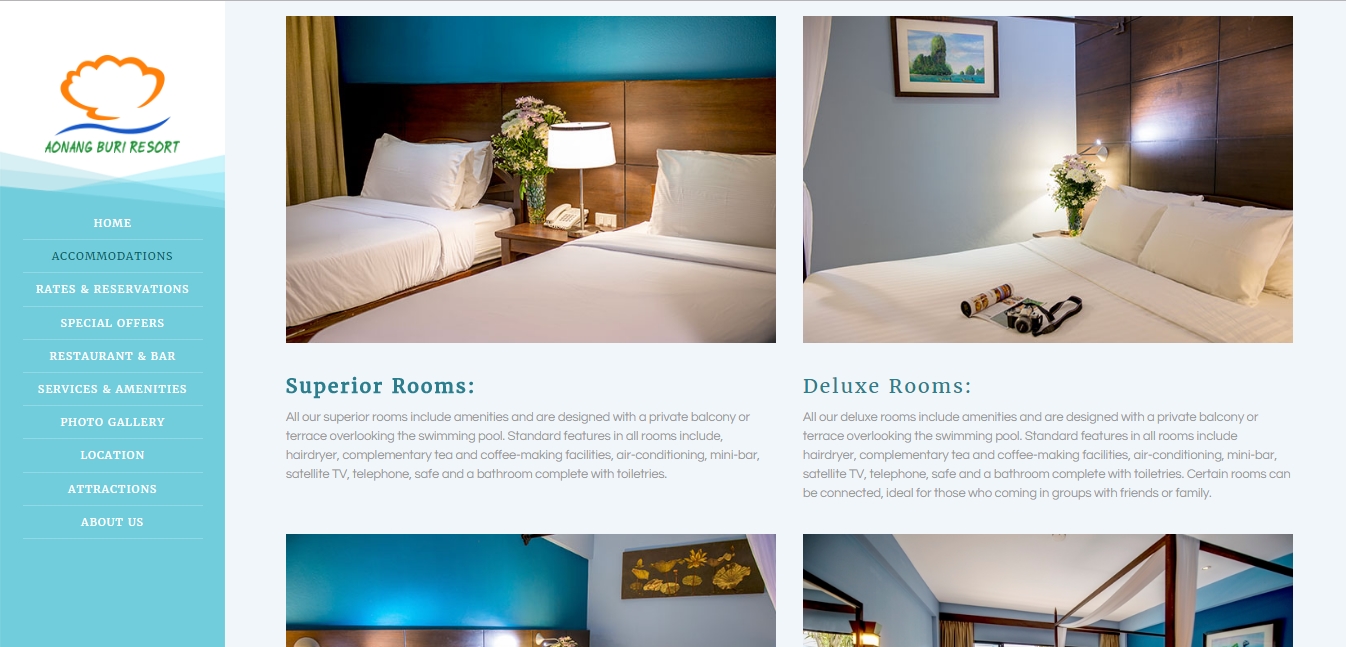 AONANG BURI RESORT
HOME
ACCOMMODATIONS
RATES & RESERVATIONS
SPECIAL OFFERS
RESTAURANT & BAR
SERVICES & AMENITIES
PHOTO GALLERY
LOCATION
ATTRACTIONS
ABOUT US
Superior Rooms:
All our superior rooms include amenities and are designed with a private balcony or
terrace overlooking the swimming pool. Standard features in all rooms include,
hairdryer, complementary tea and coffee-making facilities, air-conditioning, mini-bar,
satellite TV, telephone, safe and a bathroom complete with toiletries.
Deluxe Rooms:
All our deluxe rooms include amenities and are designed with a private balcony or
terrace overlooking the swimming pool. Standard features in all rooms include
hairdryer, complementary tea and coffee-making facilities, air-conditioning, mini-bar,
satellite TV, telephone, safe and a bathroom complete with toiletries. Certain rooms can
be connected, ideal for those who coming in groups with friends or family.